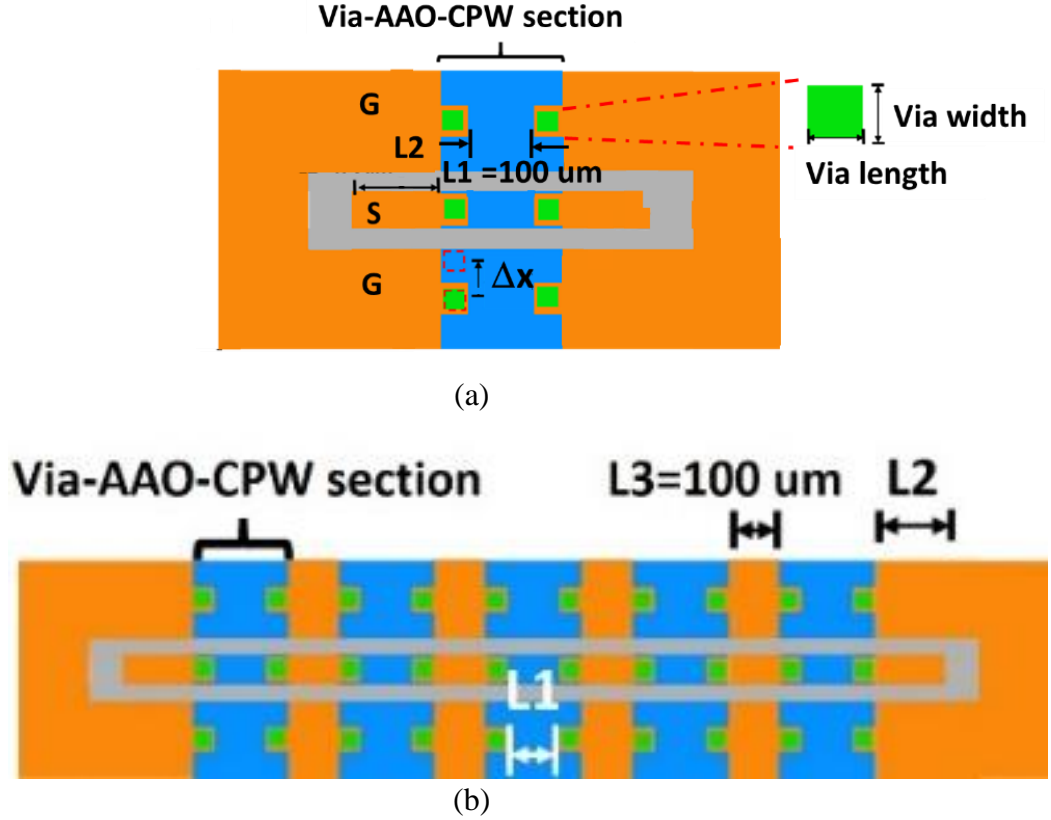 Via-AAO-CPW section
G
Via width
L2
L1 =100 um
Via length
S
G
Δx
(a)
Via-AAO-CPW section
L3=100 um
L2
L1
(b)